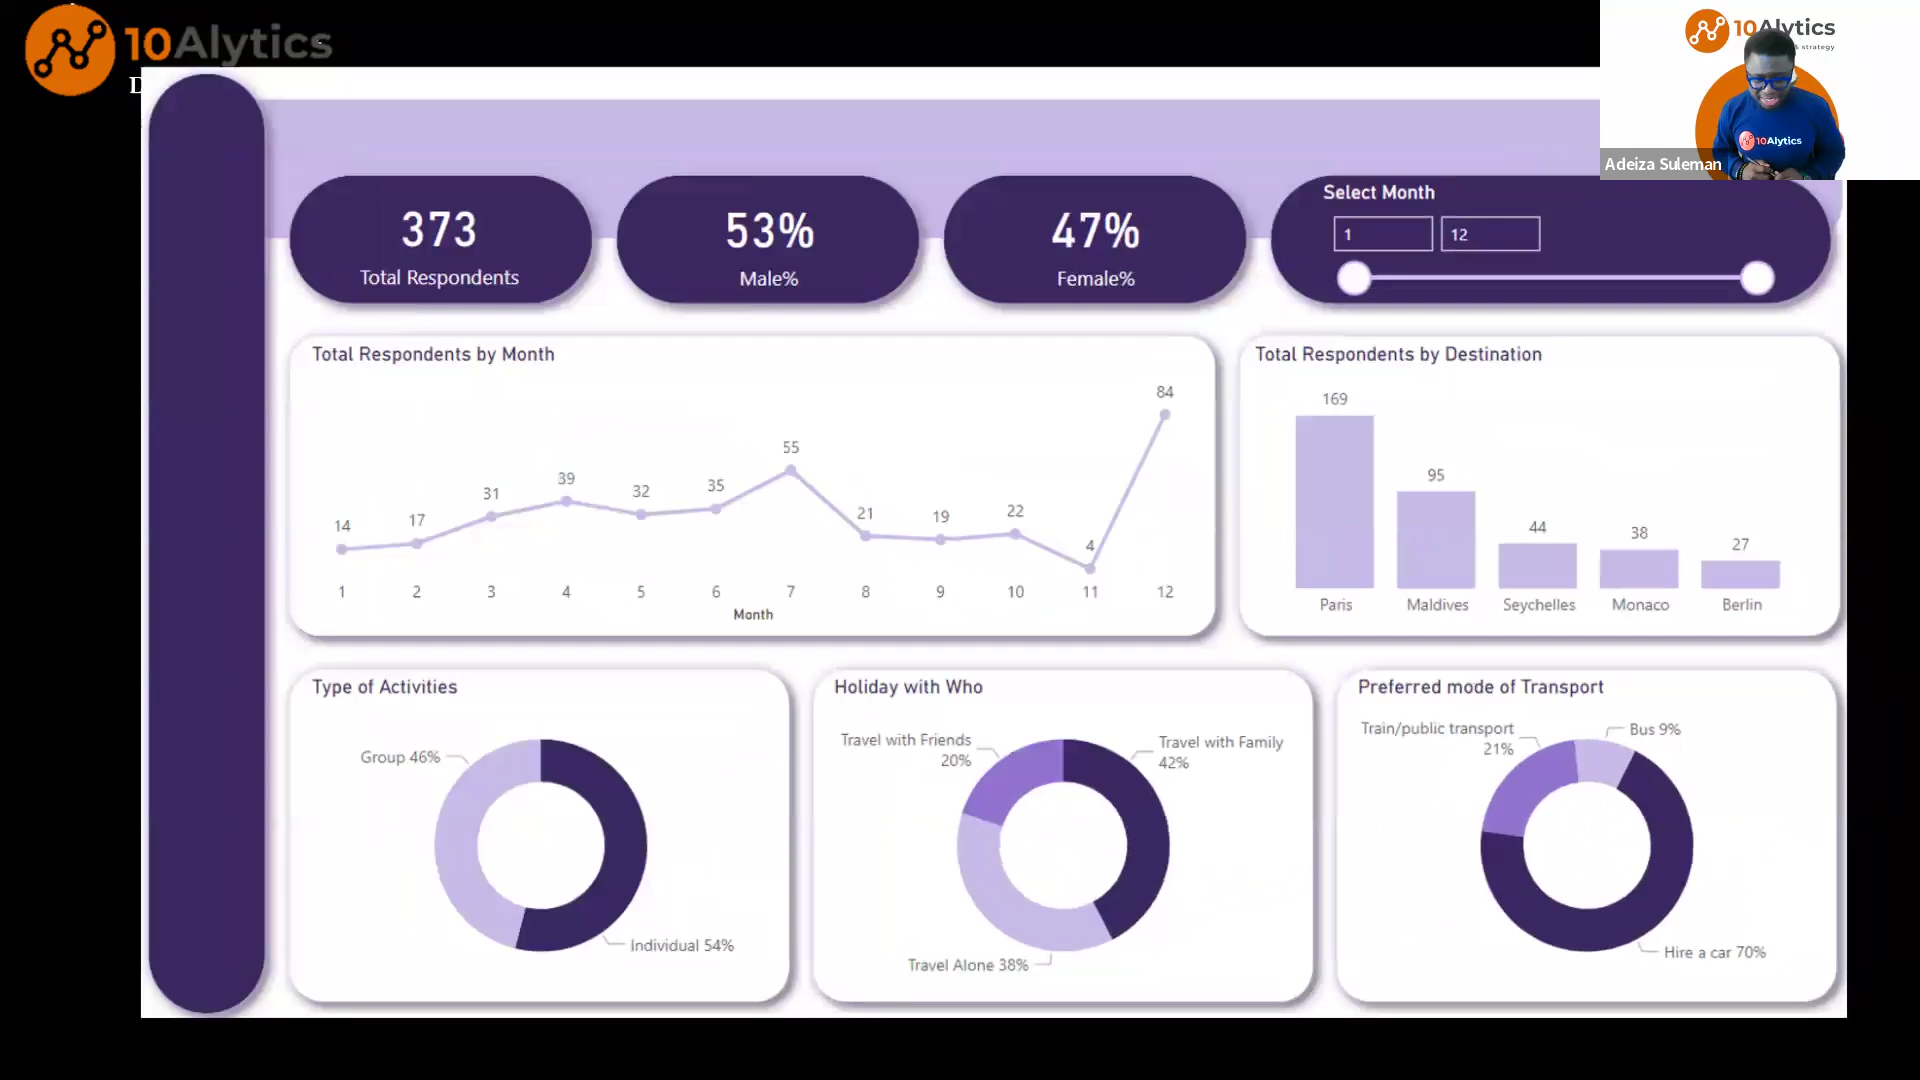 10Alytics
D
10Alytics
& strategy
10Alytics
Adeiza Suleman
373
Total Respondents
53%
Male%
47%
Female%
Select Month
1
12
Total Respondents by Month
84
55
39
35
32
31
22
21
19
17
14
4
1 2 3 4 5 6 7 8 9 10 11 12
Month
Total Respondents by Destination
169
95
44
38
27
Paris Maldives Seychelles Monaco Berlin
Type of Activities
Group 46%
Individual 54%
Holiday with Who
Travel with Friends
20%
Travel with Family
42%
Travel Alone 38%
Preferred mode of Transport
Train/public transport
21%
Bus 9%
Hire a car 70%